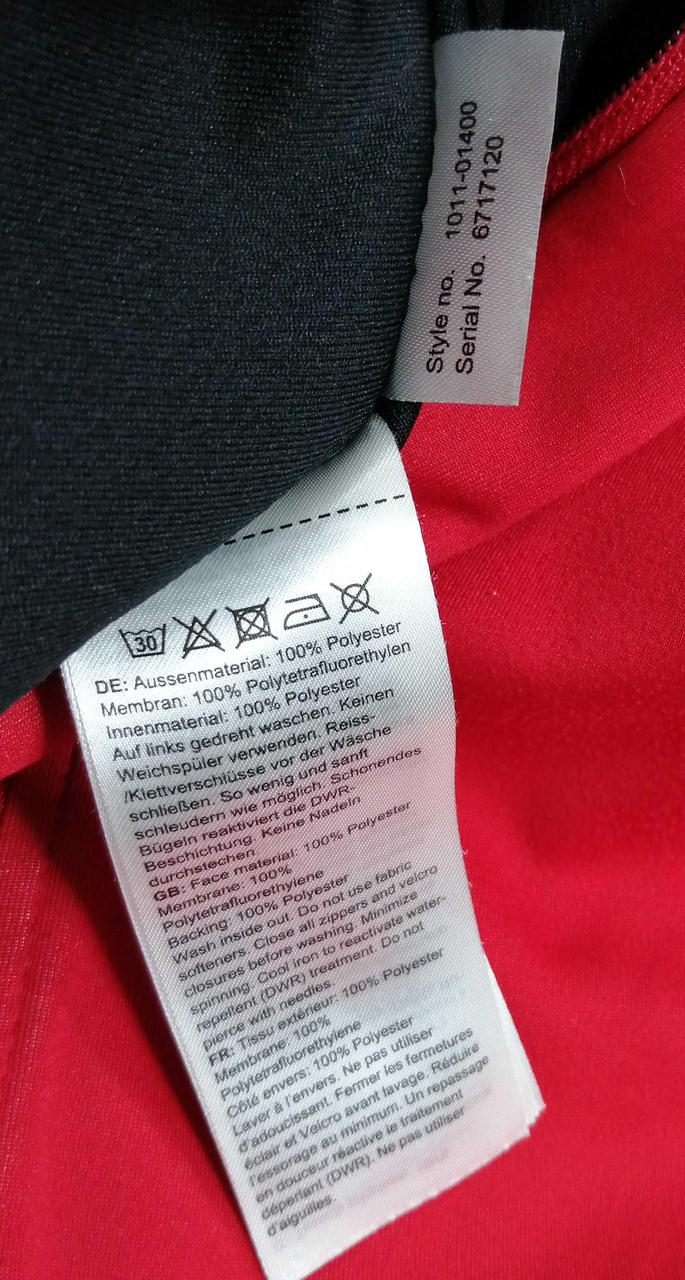 Style no. 1011-01400
Serial No. 6717120
30
DE: Aussenmaterial: 100% Polyester
Membran: 100% Polytetrafluorethylen
Innenmaterial: 100% Polyester
Auf links gedreht waschen. Keinen
Weichspüler verwenden. Reiss-
/Klettverschlüsse vor der Wäsche
schließen. So wenig und sanft
schleudern wie möglich. Schonendes
Bügeln reaktiviert die DWR-
Beschichtung. Keine Nadeln
durchstechen
GB: Face material: 100% Polyester
Membrane: 100%
Polytetrafluorethylene
Backing: 100% Polyester
Wash inside out. Do not use fabric
softeners. Close all zippers and velcro
closures before washing. Minimize
spinning. Cool iron to reactivate water-
repellent (DWR) treatment. Do not
pierce with needles.
FR: Tissu extérieur: 100% Polyester
Membrane: 100%
Polytetrafluorethylene
Côté envers: 100% Polyester
Laver à l'envers. Ne pas utiliser
d'adoucissant. Fermer les fermetures
éclair et Velcro avant lavage. Réduire
l'essorage au minimum. Un repassage
en douceur réactive le traitement
déperlant (DWR). Ne pas utiliser
d'aiguilles.